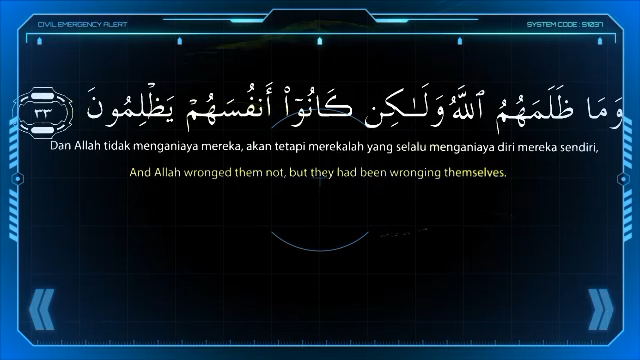 CIVIL EMERGENCY ALERT
SYSTEM CODE : S1037
وَمَا ظَلَمَهُمُ ٱللَّهُ وَلَـٰكِن كَانُوٓا۟ أَنفُسَهُمْ يَظْلِمُونَ ٣٣
Dan Allah tidak menganiaya mereka, akan tetapi merekalah yang selalu menganiaya diri mereka sendiri,
And Allah wronged them not, but they had been wronging themselves.